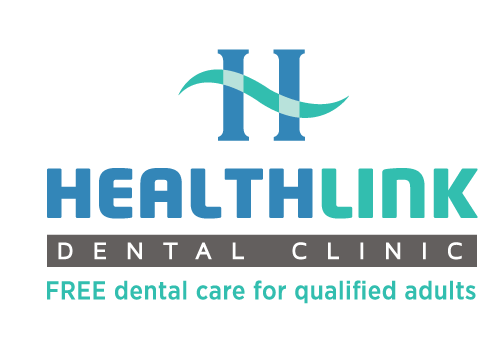 H
HEALTHLINK
DENTAL CLINIC
FREE dental care for qualified adults